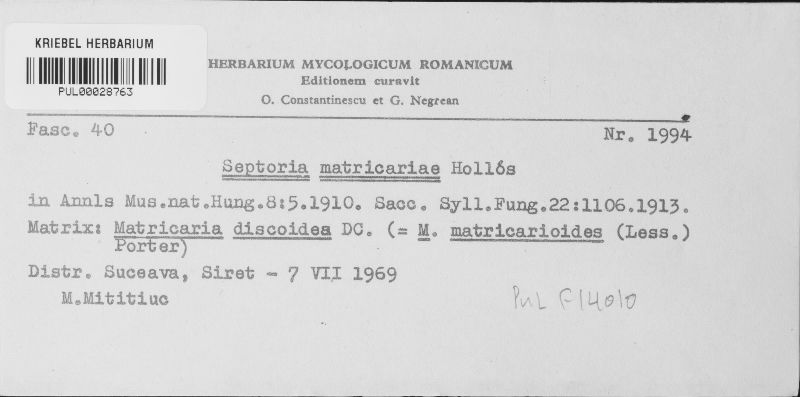 KRIEBEL HERBARIUM
PUL00028763
HERBARIUM MYCOLOGICUM ROMANICUM
Editionem curavit
O. Constantinescu et G. Negrean
Fasc. 40
Nr. 1994
Septoria matricariae Hollós
in Annls Mus.nat.Hung.8:5.1910. Sacc. Syll.Fung.22:1106.1913.
Matrix: Matricaria discoidea DC. (= M. matricarioides (Less.)
Porter)
Distr. Suceava, Siret - 7 VII 1969
M.Mititiuc
PUL F14010